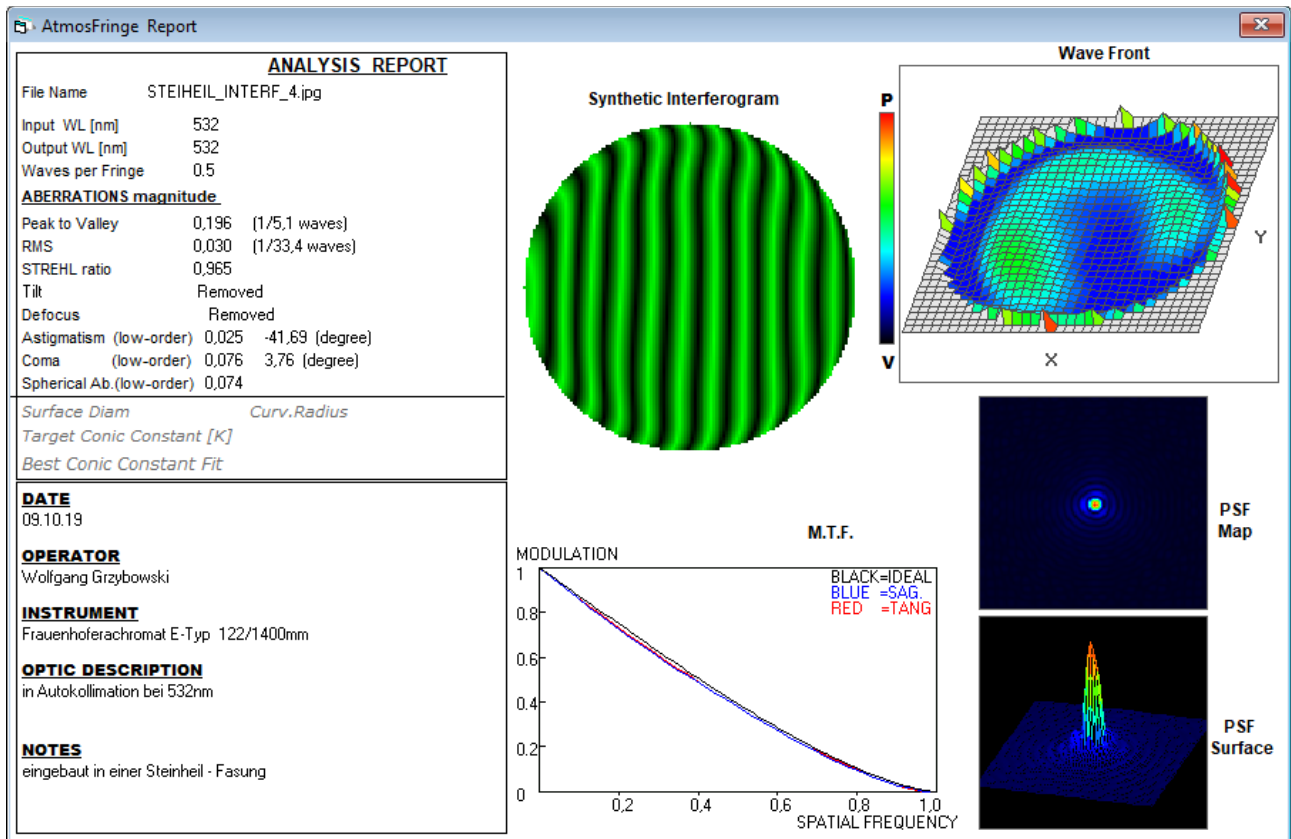 AtmosFringe Report
ANALYSIS REPORT
File Name STEIHEIL_INTERF_4.jpg
Input WL [nm] 532
Output WL [nm] 532
Waves per Fringe 0.5
ABERRATIONS magnitude
Peak to Valley 0,196 (1/5,1 waves)
RMS 0,030 (1/33,4 waves)
STREHL ratio 0,965
Tilt Removed
Defocus Removed
Astigmatism (low-order) 0,025 -41,69 (degree)
Coma (low-order) 0,076 3,76 (degree)
Spherical Ab.(low-order) 0,074
Surface Diam Curv.Radius
Target Conic Constant [K]
Best Conic Constant Fit
DATE
09.10.19
OPERATOR
Wolfgang Grzybowski
INSTRUMENT
Frauenhoferachromat E-Typ 122/1400mm
OPTIC DESCRIPTION
in Autokollimation bei 532nm
NOTES
eingebaut in einer Steinheil - Fasung
Synthetic Interferogram
P
V
Wave Front
Y
X
M.T.F.
MODULATION
BLACK=IDEAL
BLUE =SAG.
RED =TANG
1
0.8
0.6
0.4
0.2
0
0,2 0,4 0,6 0,8 1,0
SPATIAL FREQUENCY
PSF
Map
PSF
Surface